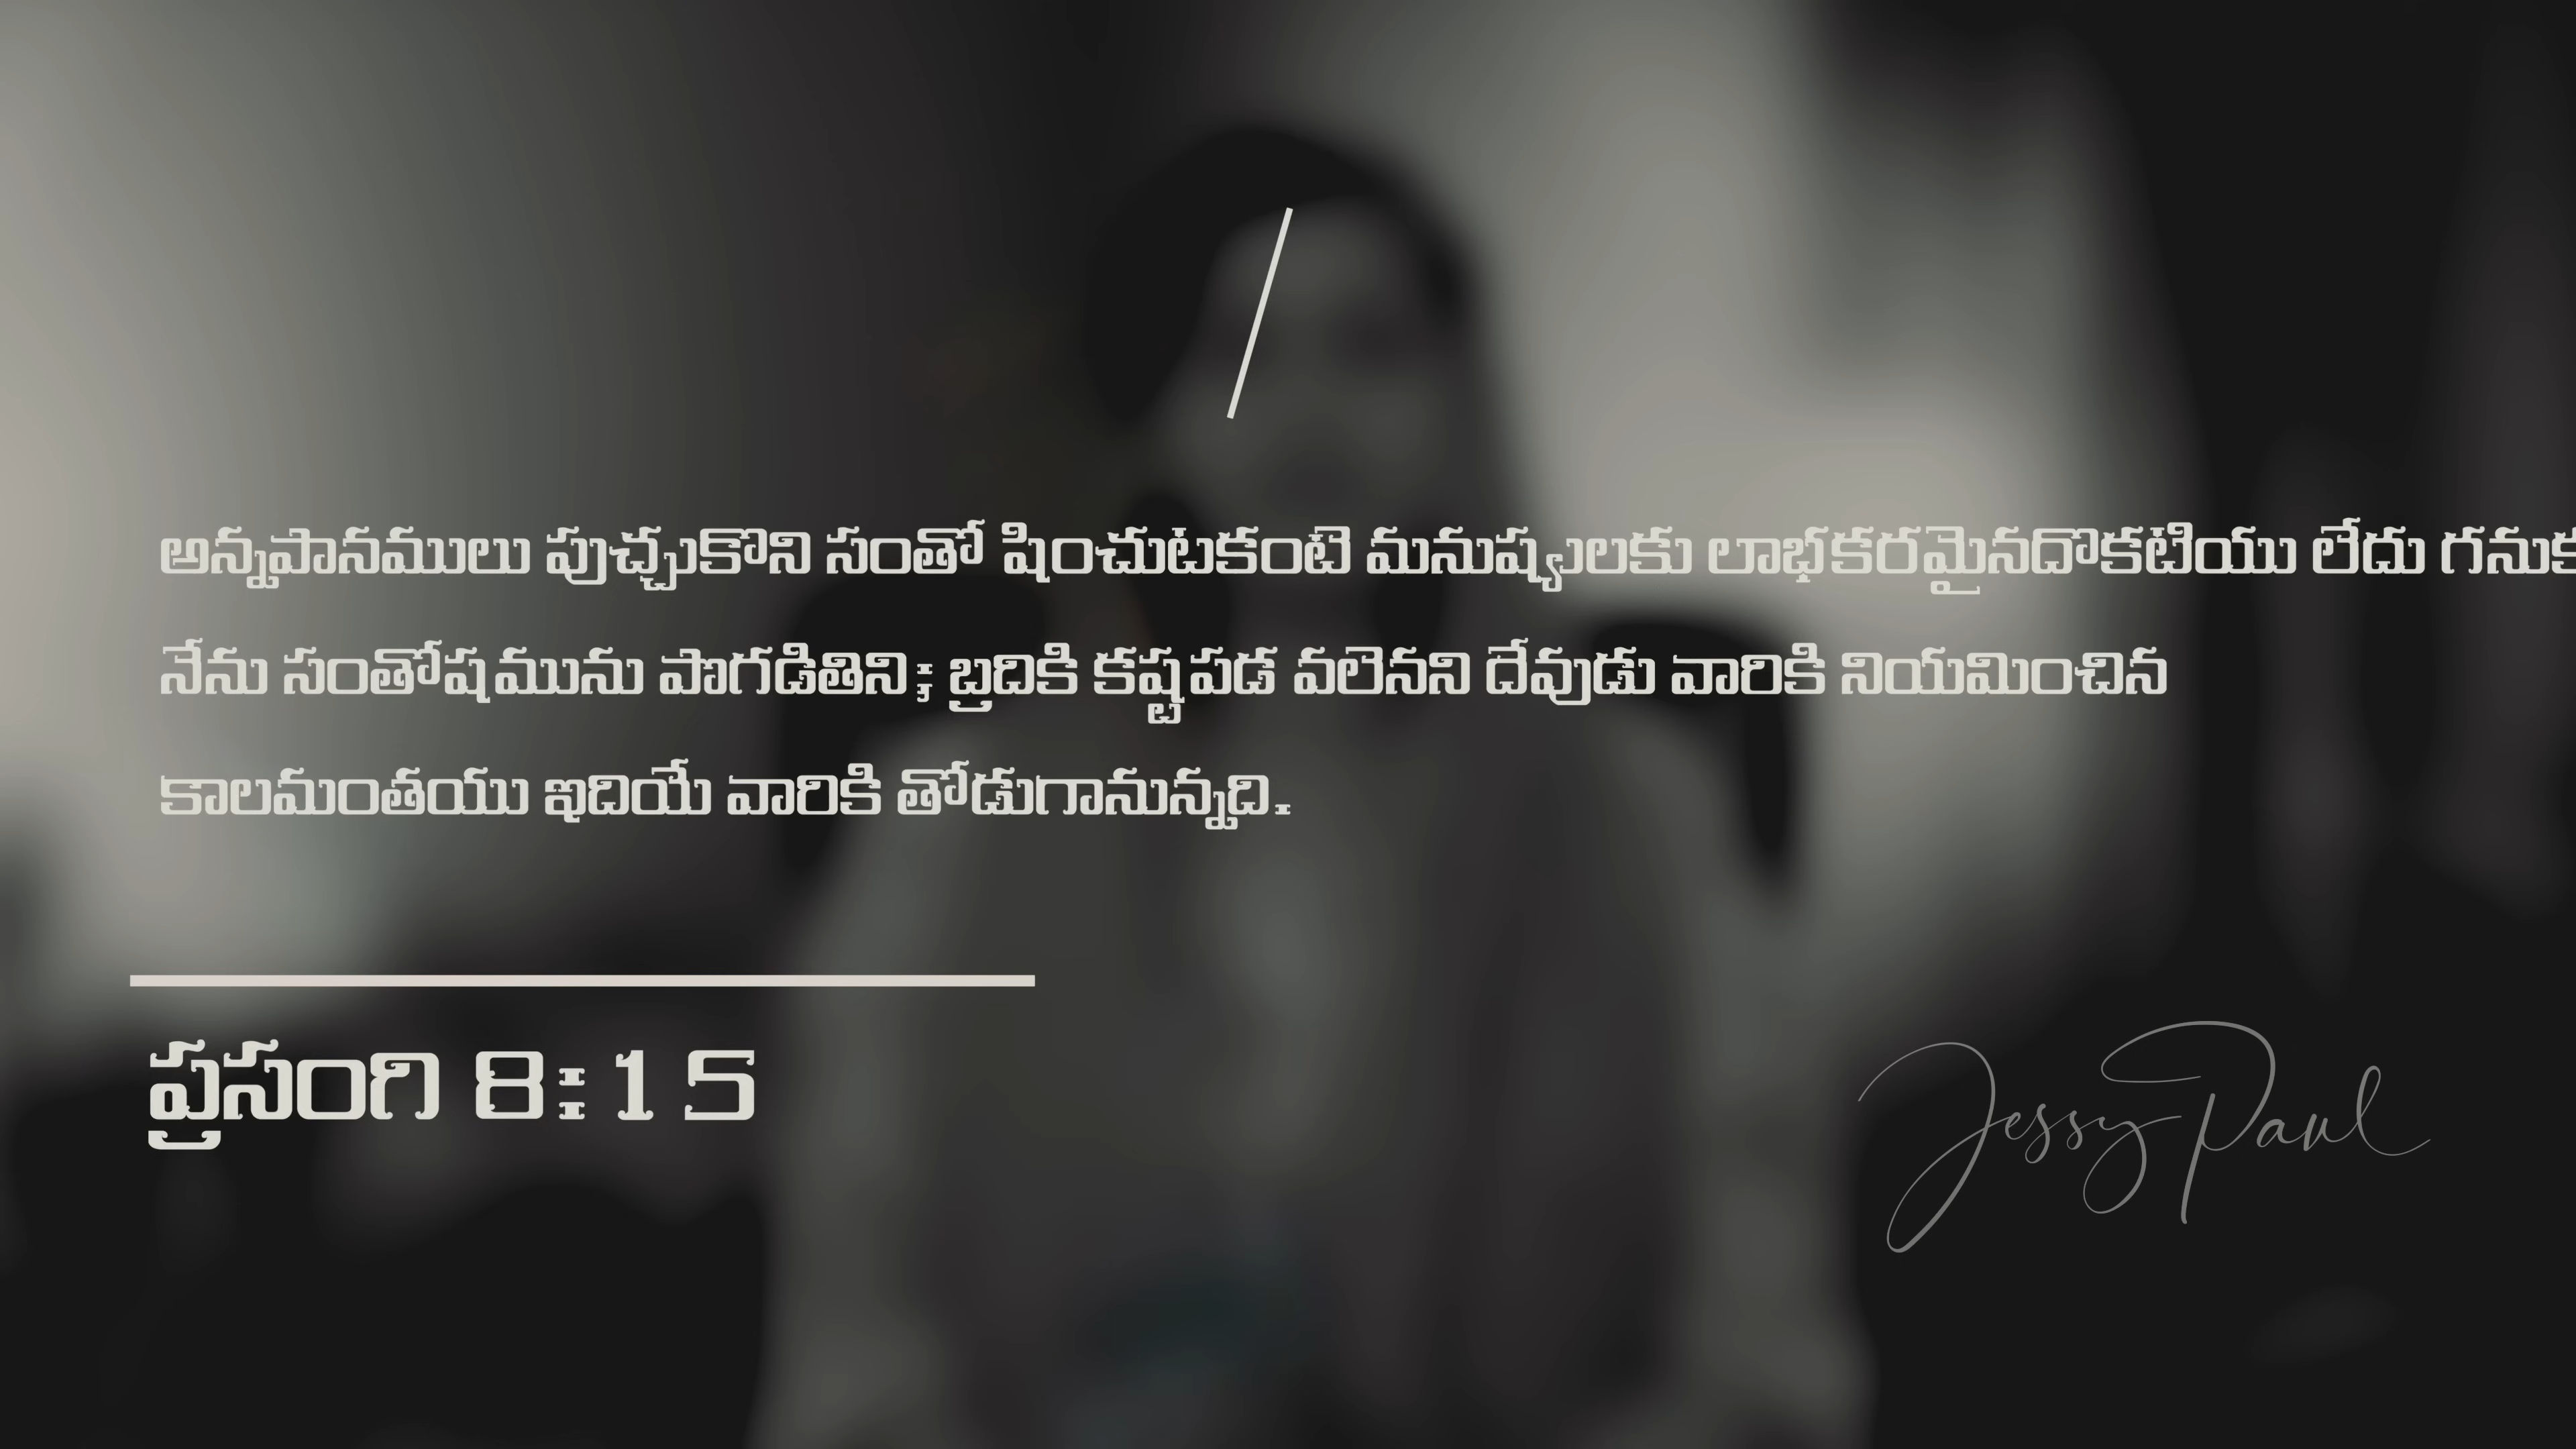 అన్నపానములు పుచ్చుకొని సంతో షించుటకంటె మనుష్యులకు లాభకరమైనదొకటియు లేదు గనుక
నేను సంతోషమును పొగడితిని; బ్రదికి కష్టపడ వలెనని దేవుడు వారికి నియమించిన
కాలమంతయు ఇదియే వారికి తోడుగానున్నది.
ప్రసంగి 8:15
Jessy Paul